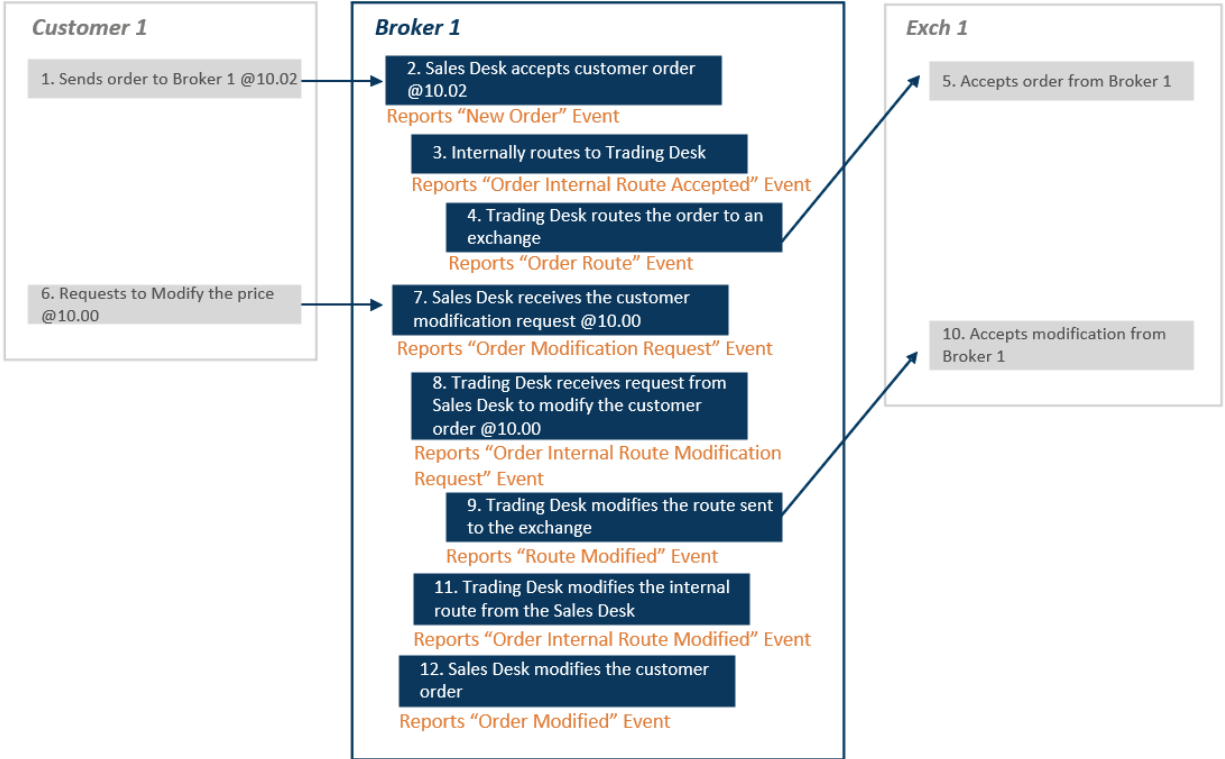 Customer 1
1. Sends order to Broker 1 @10.02
6. Requests to Modify the price
@10.00
Broker 1
2. Sales Desk accepts customer order
@10.02
Reports “New Order” Event
3. Internally routes to Trading Desk
Reports “Order Internal Route Accepted” Event
4. Trading Desk routes the order to an
exchange
Reports “Order Route” Event
7. Sales Desk receives the customer
modification request @10.00
Reports “Order Modification Request” Event
8. Trading Desk receives request from
Sales Desk to modify the customer
order @10.00
Reports “Order Internal Route Modification
Request” Event
9. Trading Desk modifies the route sent
to the exchange
Reports “Route Modified” Event
11. Trading Desk modifies the internal
route from the Sales Desk
Reports “Order Internal Route Modified” Event
12. Sales Desk modifies the customer
order
Reports “Order Modified” Event
Exch 1
5. Accepts order from Broker 1
10. Accepts modification from
Broker 1